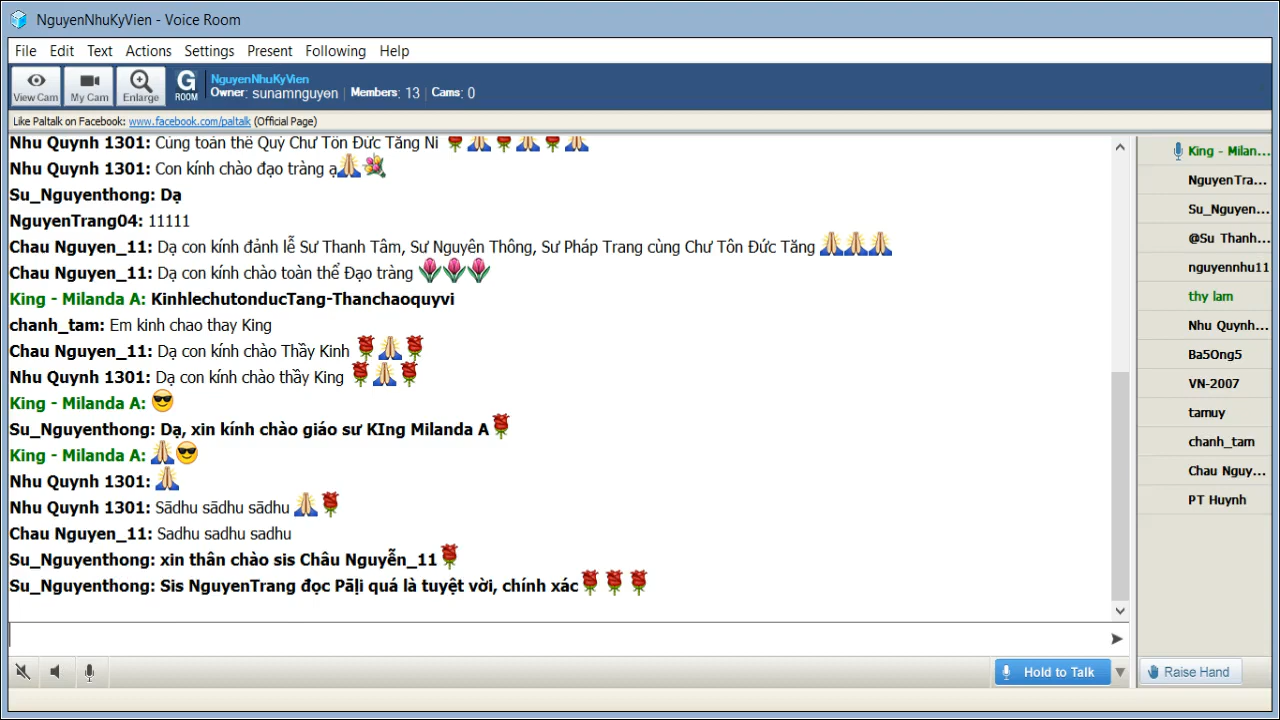 NguyenNhuKyVien - Voice Room
File Edit Text Actions Settings Present Following Help
View Cam My Cam Enlarge G ROOM NguyenNhuKyVien
Owner: sunamnguyen | Members: 13 | Cams: 0
Like Paltalk on Facebook: www.facebook.com/paltalk (Official Page)
Nhu Quynh 1301: Cùng toàn thể Quý Chư Tôn Đức Tăng Ni 🌹🙏🌹🙏🌹🙏
Nhu Quynh 1301: Con kính chào đạo tràng ạ🙏💐
Su_Nguyenthong: Dạ
NguyenTrang04: 11111
Chau Nguyen_11: Dạ con kính đảnh lễ Sư Thanh Tâm, Sư Nguyên Thông, Sư Pháp Trang cùng Chư Tôn Đức Tăng 🙏🙏🙏
Chau Nguyen_11: Dạ con kính chào toàn thể Đạo tràng 🌷🌷🌷
King - Milanda A: KinhlechutonducTang-Thanchaoquyvi
chanh_tam: Em kinh chao thay King
Chau Nguyen_11: Dạ con kính chào Thầy Kinh 🌹🙏🌹
Nhu Quynh 1301: Dạ con kính chào thầy King 🌹🙏🌹
King - Milanda A: 😎
Su_Nguyenthong: Dạ, xin kính chào giáo sư KIng Milanda A🌹
King - Milanda A: 🙏😎
Nhu Quynh 1301: 🙏
Nhu Quynh 1301: Sādhu sādhu sādhu 🙏🌹
Chau Nguyen_11: Sadhu sadhu sadhu
Su_Nguyenthong: xin thân chào sis Châu Nguyễn_11🌹
Su_Nguyenthong: Sis NguyenTrang đọc Pāḷi quá là tuyệt vời, chính xác🌹🌹🌹
King - Milan...
NguyenTra...
Su_Nguyen...
@Su Thanh...
nguyennhu11
thy lam
Nhu Quynh...
Ba5Ong5
VN-2007
tamuy
chanh_tam
Chau Nguy...
PT Huynh
Hold to Talk
Raise Hand